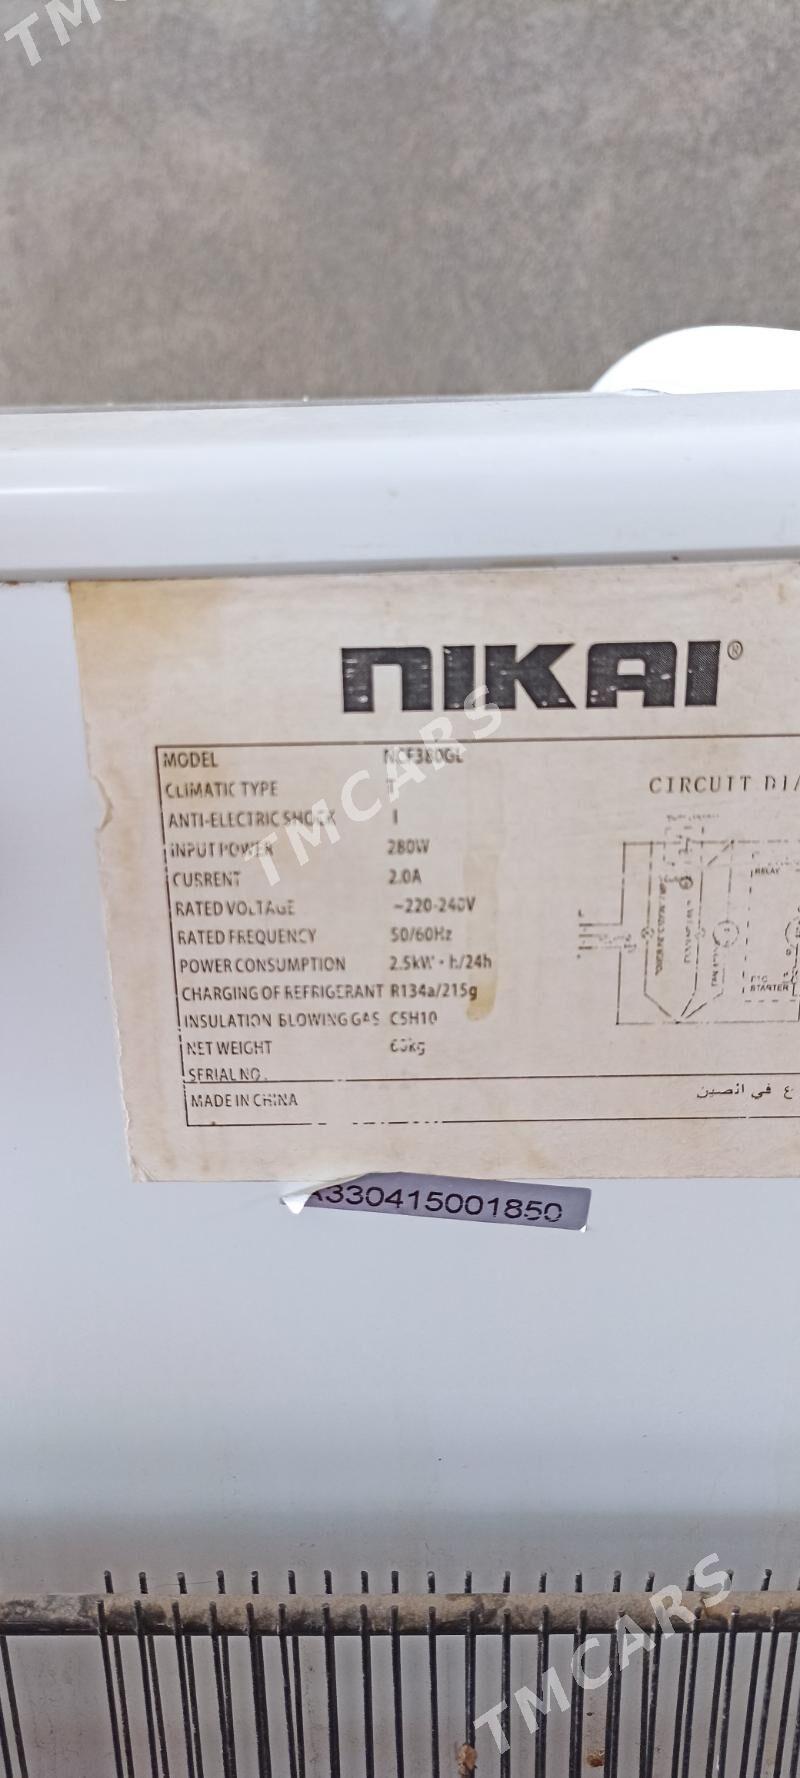 TMCARS
NIKAI®
MODEL NCF380GL
CLIMATIC TYPE T
ANTI-ELECTRIC SHOCK I
INPUT POWER 280W
CURRENT 2.0A
RATED VOLTAGE ~220-240V
RATED FREQUENCY 50/60Hz
POWER CONSUMPTION 2.5kW·h/24h
CHARGING OF REFRIGERANT R134a/215g
INSULATION BLOWING GAS C5H10
NET WEIGHT
SERIAL NO.
MADE IN CHINA
CIRCUIT
RELAY
PTC
STARTER
في الصين
A330415001850
TMCARS